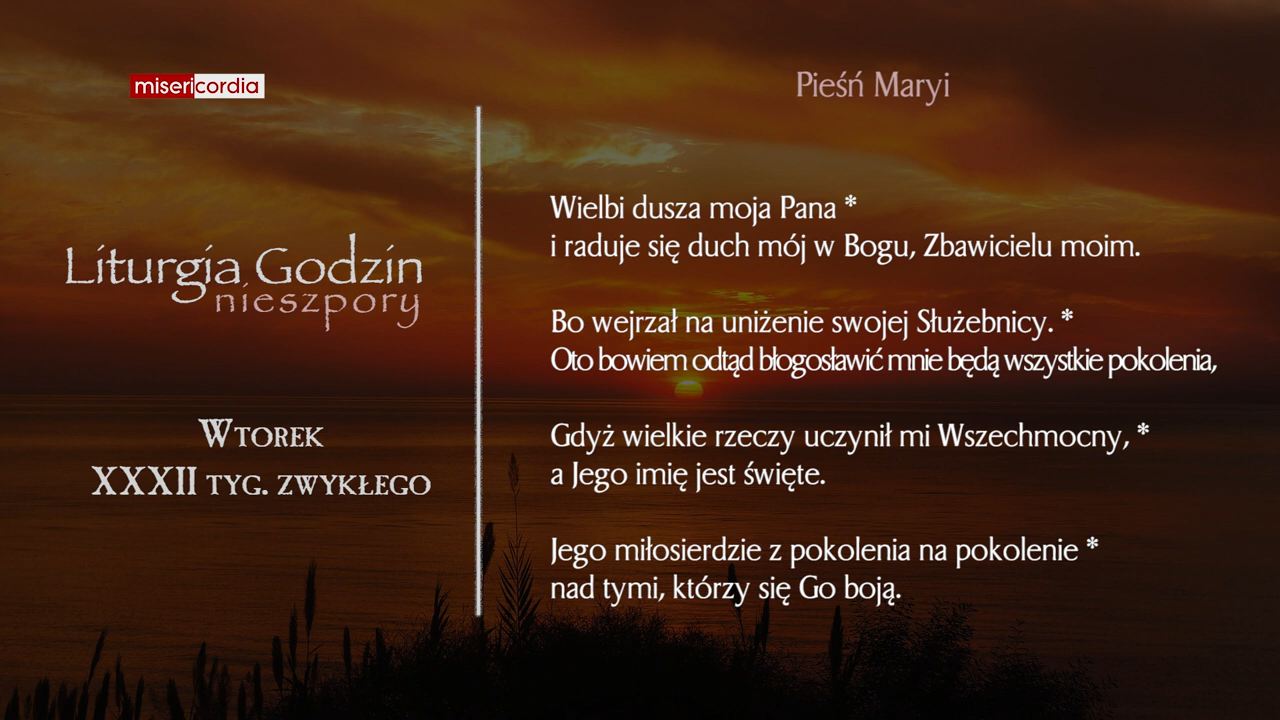 misericordia
Liturgia Godzin
nieszpory
Wtorek
XXXII tyg. zwykłego
Pieśń Maryi
Wielbi dusza moja Pana *
i raduje się duch mój w Bogu, Zbawicielu moim.
Bo wejrzał na uniżenie swojej Służebnicy. *
Oto bowiem odtąd błogosławić mnie będą wszystkie pokolenia,
Gdyż wielkie rzeczy uczynił mi Wszechmocny, *
a Jego imię jest święte.
Jego miłosierdzie z pokolenia na pokolenie *
nad tymi, którzy się Go boją.